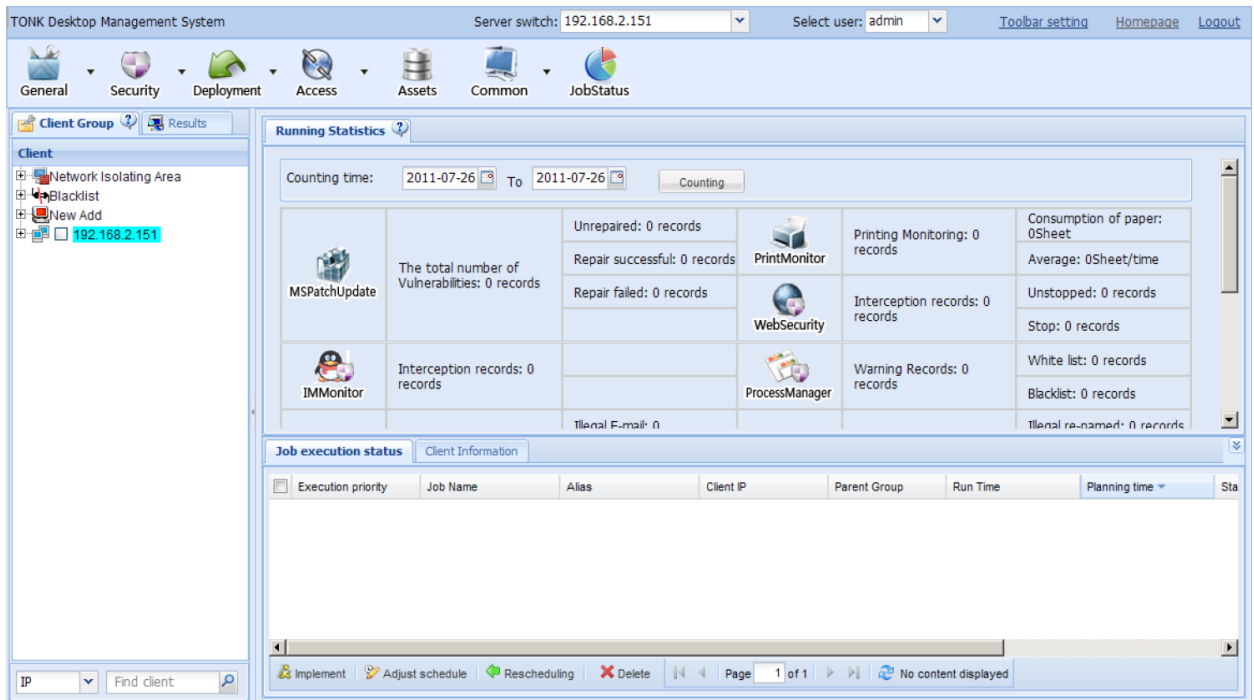 TONK Desktop Management System Server switch: 192.168.2.151 Select user: admin Toolbar setting Homepage Logout
General Security Deployment Access Assets Common JobStatus
Client Group Results
Client
Network Isolating Area
Blacklist
New Add
192.168.2.151
IP Find client
Running Statistics
Counting time: 2011-07-26 To 2011-07-26 Counting
MSPatchUpdate
The total number of
Vulnerabilities: 0 records
Unrepaired: 0 records
Repair successful: 0 records
Repair failed: 0 records
PrintMonitor
Printing Monitoring: 0
records
Consumption of paper:
0Sheet
Average: 0Sheet/time
WebSecurity
Interception records: 0
records
Unstopped: 0 records
Stop: 0 records
IMMonitor
Interception records: 0
records
ProcessManager
Warning Records: 0
records
White list: 0 records
Blacklist: 0 records
Illegal E-mail: 0
Illegal re-named: 0 records
Job execution status Client Information
Execution priority Job Name Alias Client IP Parent Group Run Time Planning time Sta
Implement Adjust schedule Rescheduling Delete Page 1 of 1 No content displayed